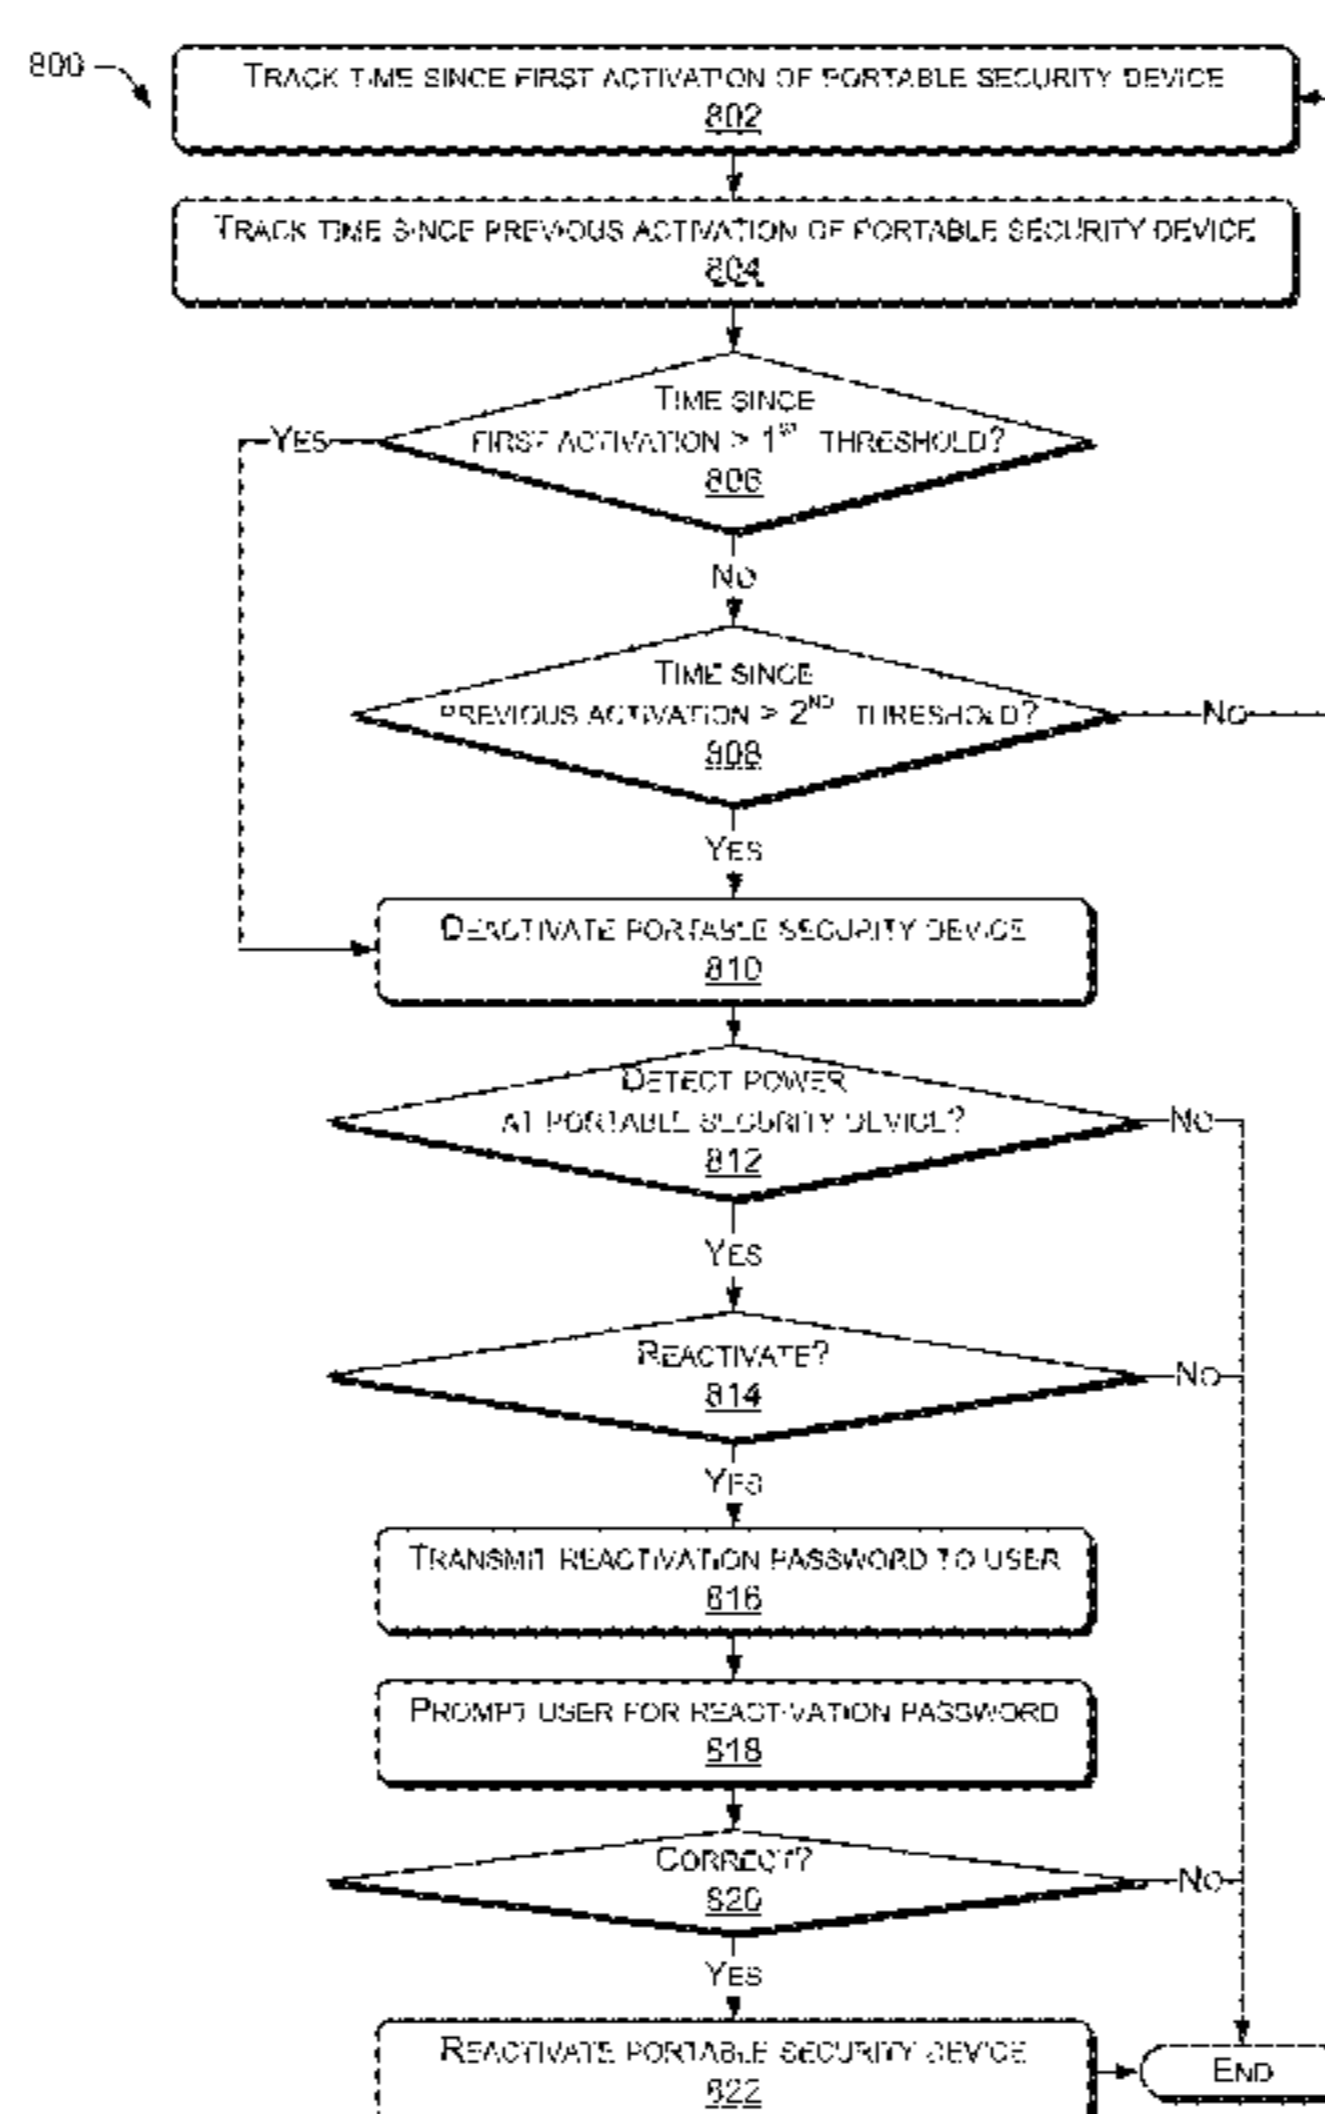 800
TRACK TIME SINCE FIRST ACTIVATION OF PORTABLE SECURITY DEVICE
802
TRACK TIME SINCE PREVIOUS ACTIVATION OF PORTABLE SECURITY DEVICE
804
TIME SINCE
FIRST ACTIVATION > 1ST THRESHOLD?
806
YES
NO
TIME SINCE
PREVIOUS ACTIVATION > 2ND THRESHOLD?
808
NO
YES
DEACTIVATE PORTABLE SECURITY DEVICE
810
DETECT POWER
AT PORTABLE SECURITY DEVICE?
812
NO
YES
REACTIVATE?
814
NO
YES
TRANSMIT REACTIVATION PASSWORD TO USER
816
PROMPT USER FOR REACTIVATION PASSWORD
818
CORRECT?
820
NO
YES
REACTIVATE PORTABLE SECURITY DEVICE
822
END